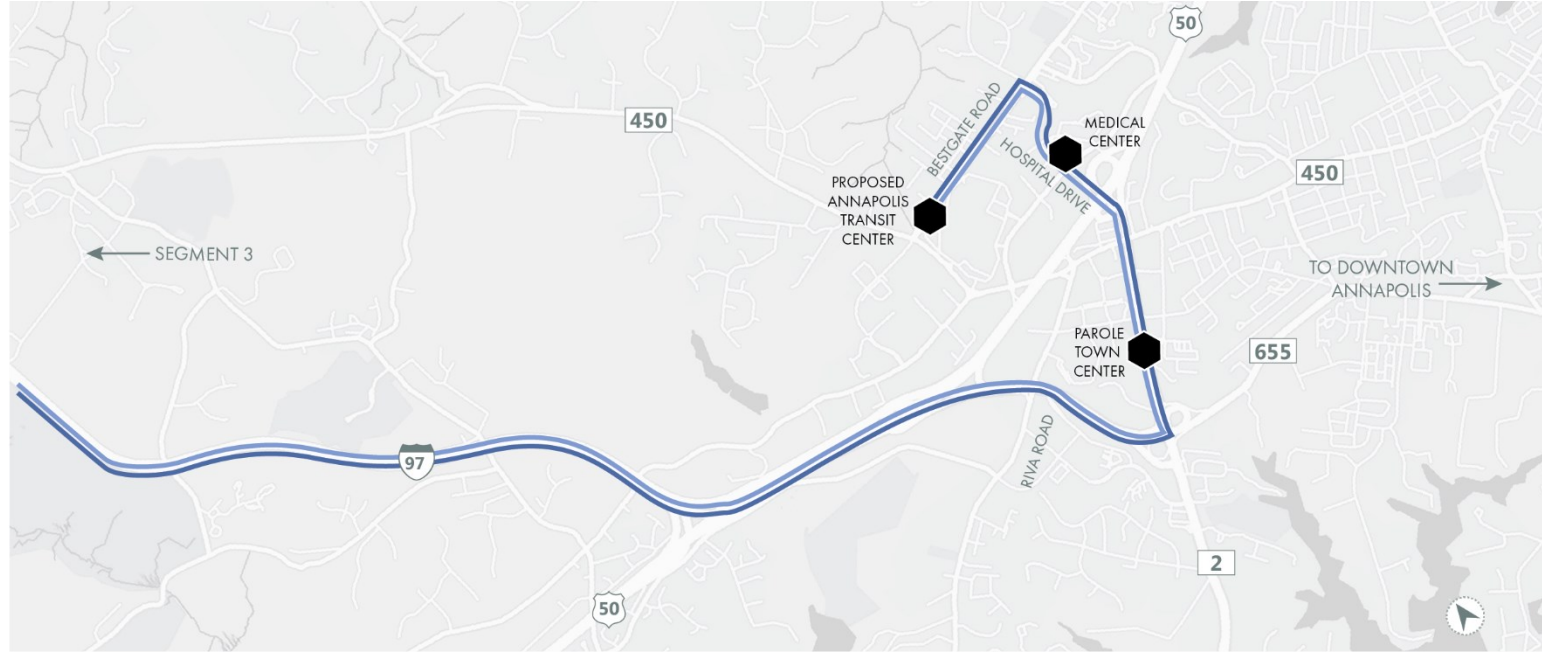 50
450
BESTGATE ROAD
MEDICAL
CENTER
HOSPITAL DRIVE
450
PROPOSED
ANNAPOLIS
TRANSIT
CENTER
SEGMENT 3
TO DOWNTOWN
ANNAPOLIS
PAROLE
TOWN
CENTER
655
RIVA ROAD
97
2
50